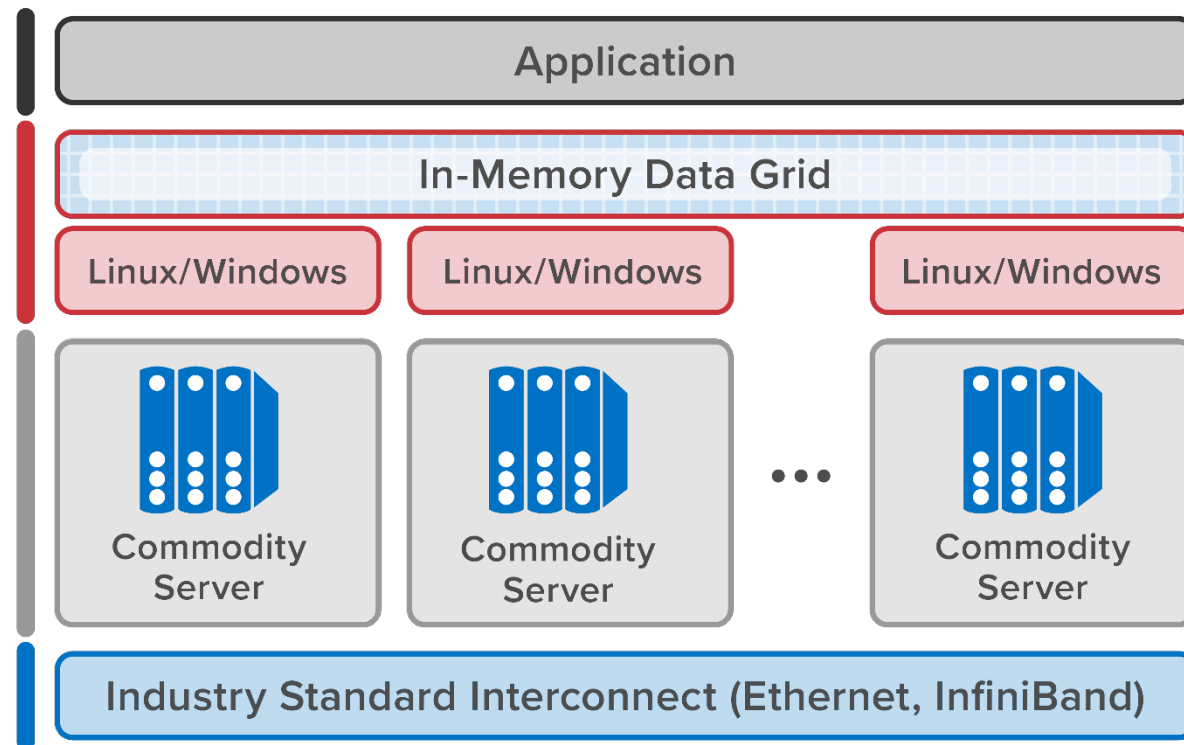 Application
In-Memory Data Grid
Linux/Windows
Linux/Windows
Linux/Windows
Commodity
Server
Commodity
Server
...
Commodity
Server
Industry Standard Interconnect (Ethernet, InfiniBand)